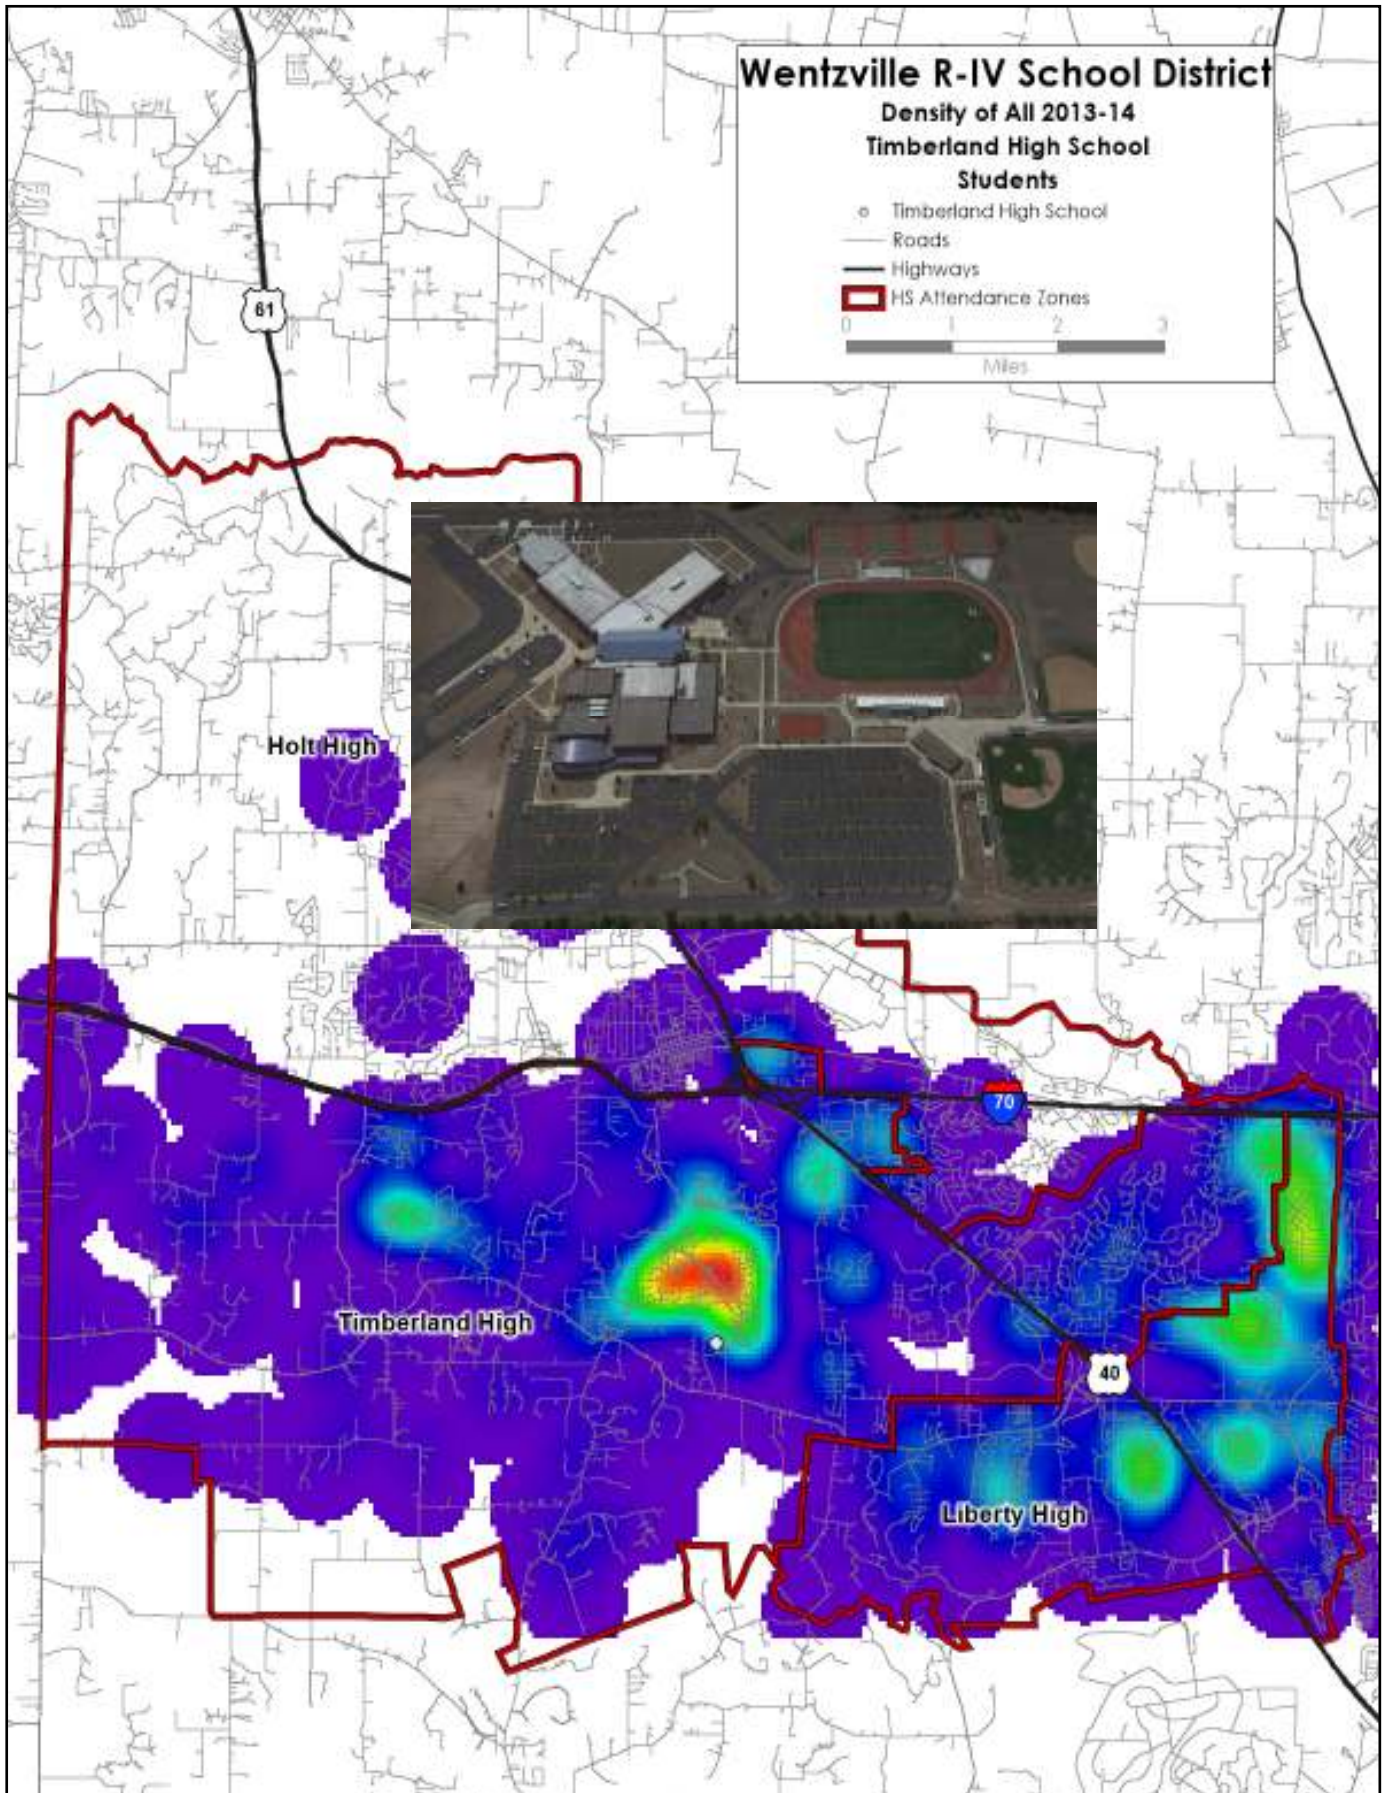 Wentzville R-IV School District
Density of All 2013-14
Timberland High School
Students
Timberland High School
Roads
Highways
HS Attendance Zones
0 1 2 3
Miles
61
Holt High
70
Timberland High
40
Liberty High